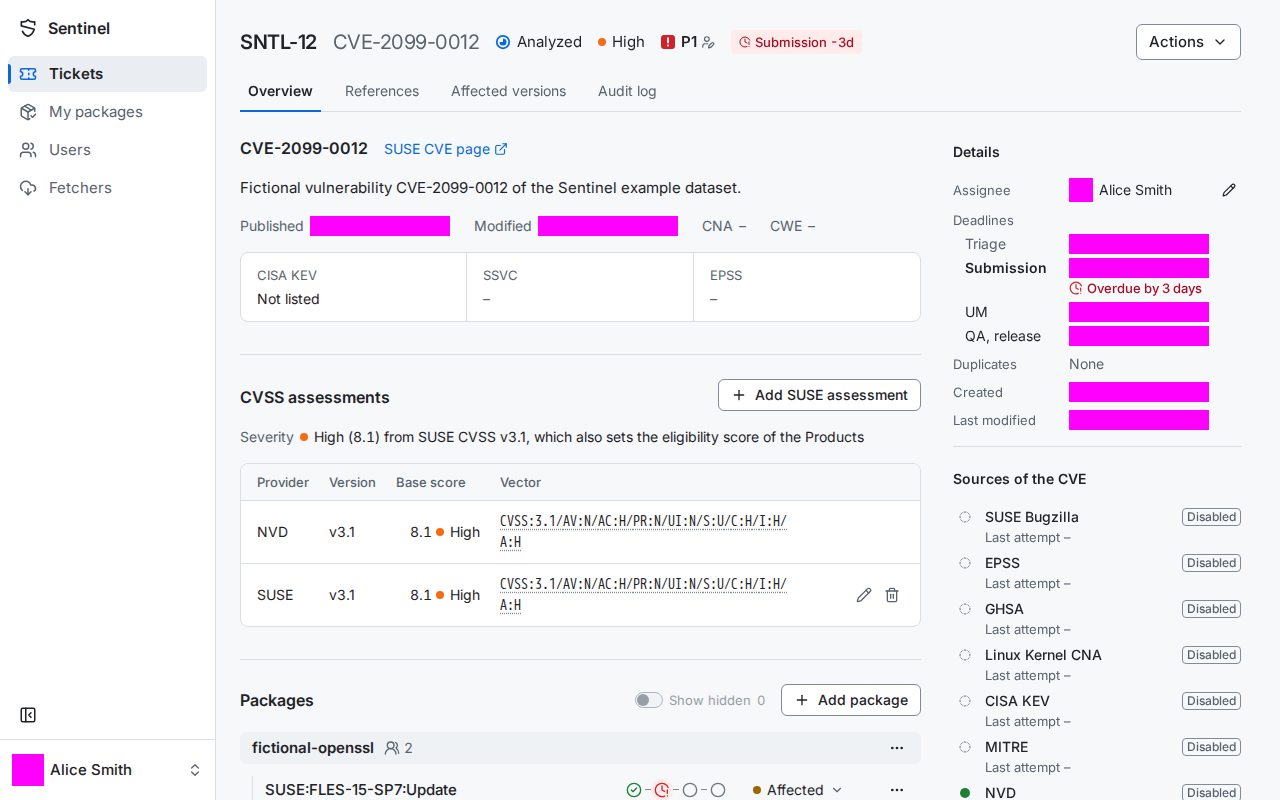 Sentinel
Tickets
My packages
Users
Fetchers
Alice Smith
SNTL-12 CVE-2099-0012 Analyzed High P1 Submission -3d
Actions
Overview References Affected versions Audit log
CVE-2099-0012 SUSE CVE page
Fictional vulnerability CVE-2099-0012 of the Sentinel example dataset.
Published Modified CNA – CWE –
CISA KEV SSVC EPSS
Not listed – –
CVSS assessments Add SUSE assessment
Severity High (8.1) from SUSE CVSS v3.1, which also sets the eligibility score of the Products
Provider Version Base score Vector
NVD v3.1 8.1 High CVSS:3.1/AV:N/AC:H/PR:N/UI:N/S:U/C:H/I:H/
A:H
SUSE v3.1 8.1 High CVSS:3.1/AV:N/AC:H/PR:N/UI:N/S:U/C:H/I:H/
A:H
Packages Show hidden 0 Add package
fictional-openssl 2
SUSE:FLES-15-SP7:Update Affected
Details
Assignee Alice Smith
Deadlines
Triage
Submission
Overdue by 3 days
UM
QA, release
Duplicates None
Created
Last modified
Sources of the CVE
SUSE Bugzilla Disabled
Last attempt –
EPSS Disabled
Last attempt –
GHSA Disabled
Last attempt –
Linux Kernel CNA Disabled
Last attempt –
CISA KEV Disabled
Last attempt –
MITRE Disabled
Last attempt –
NVD Disabled